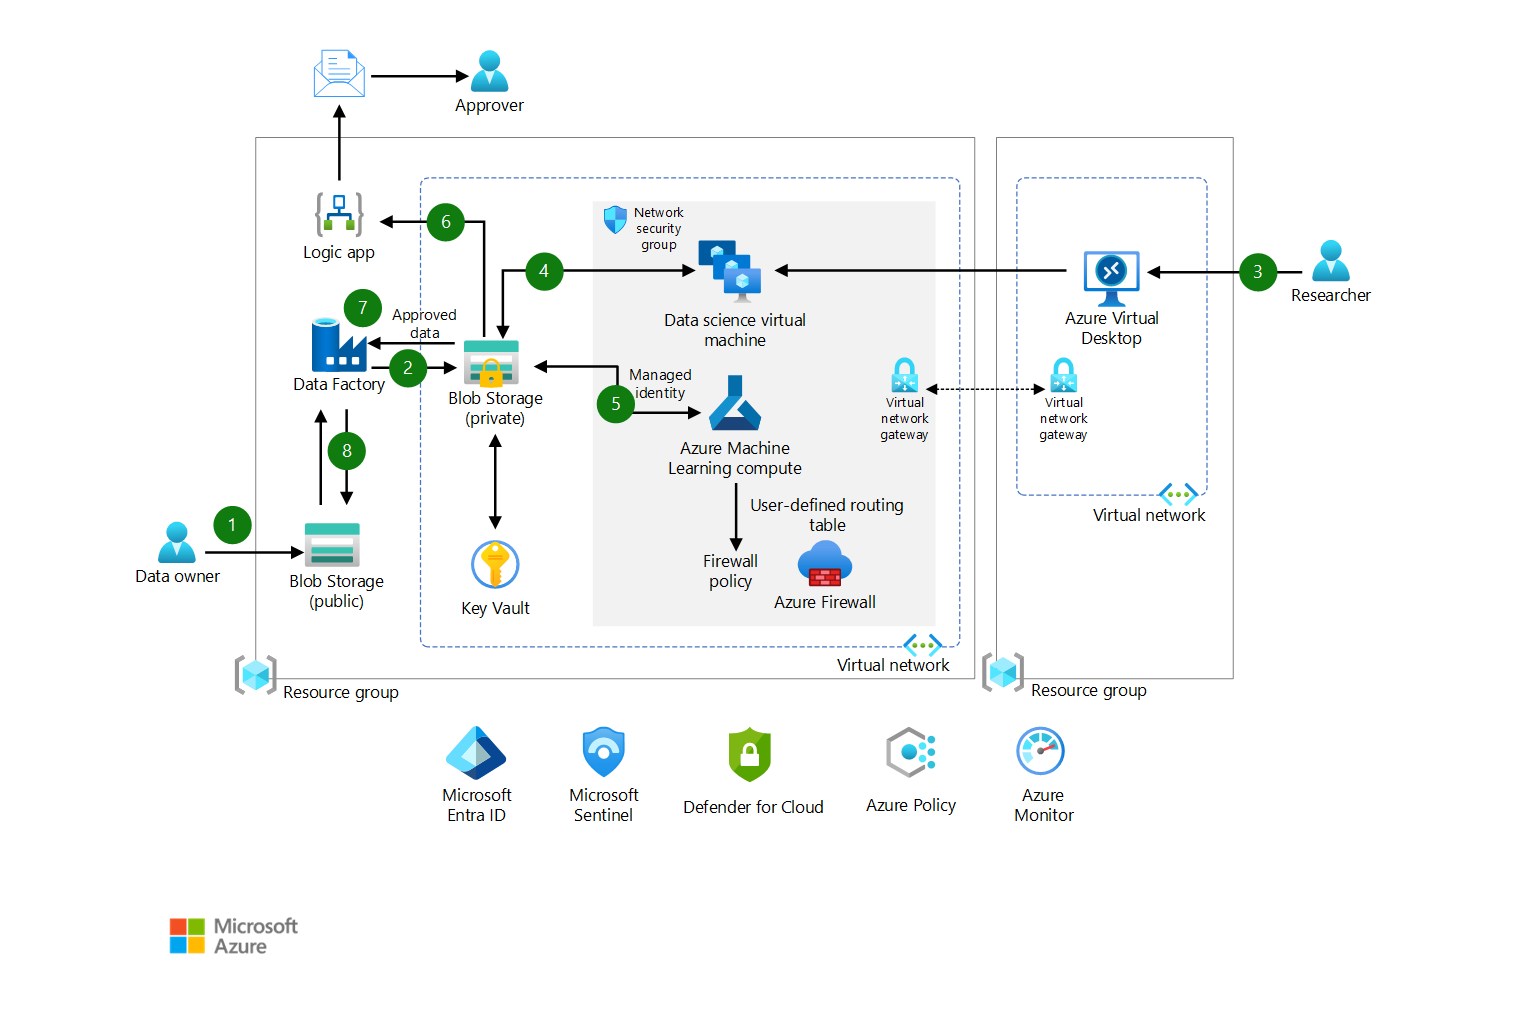 Approver
Logic app
6
Network
security
group
4
3
Researcher
7
Approved
data
Data science virtual
machine
Azure Virtual
Desktop
2
Data Factory
Blob Storage
(private)
Managed
identity
5
Virtual
network
gateway
Virtual
network
gateway
8
Azure Machine
Learning compute
1
User-defined routing
table
Virtual network
Data owner
Blob Storage
(public)
Key Vault
Firewall
policy
Azure Firewall
Virtual network
Resource group
Resource group
Microsoft
Entra ID
Microsoft
Sentinel
Defender for Cloud
Azure Policy
Azure
Monitor
Microsoft
Azure